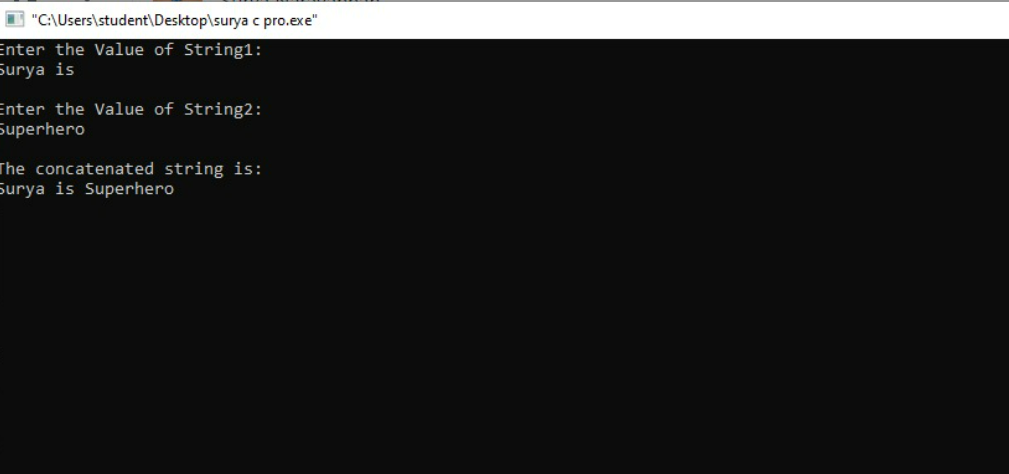 "C:\Users\student\Desktop\surya c pro.exe"
Enter the Value of String1:
Surya is
Enter the Value of String2:
Superhero
The concatenated string is:
Surya is Superhero